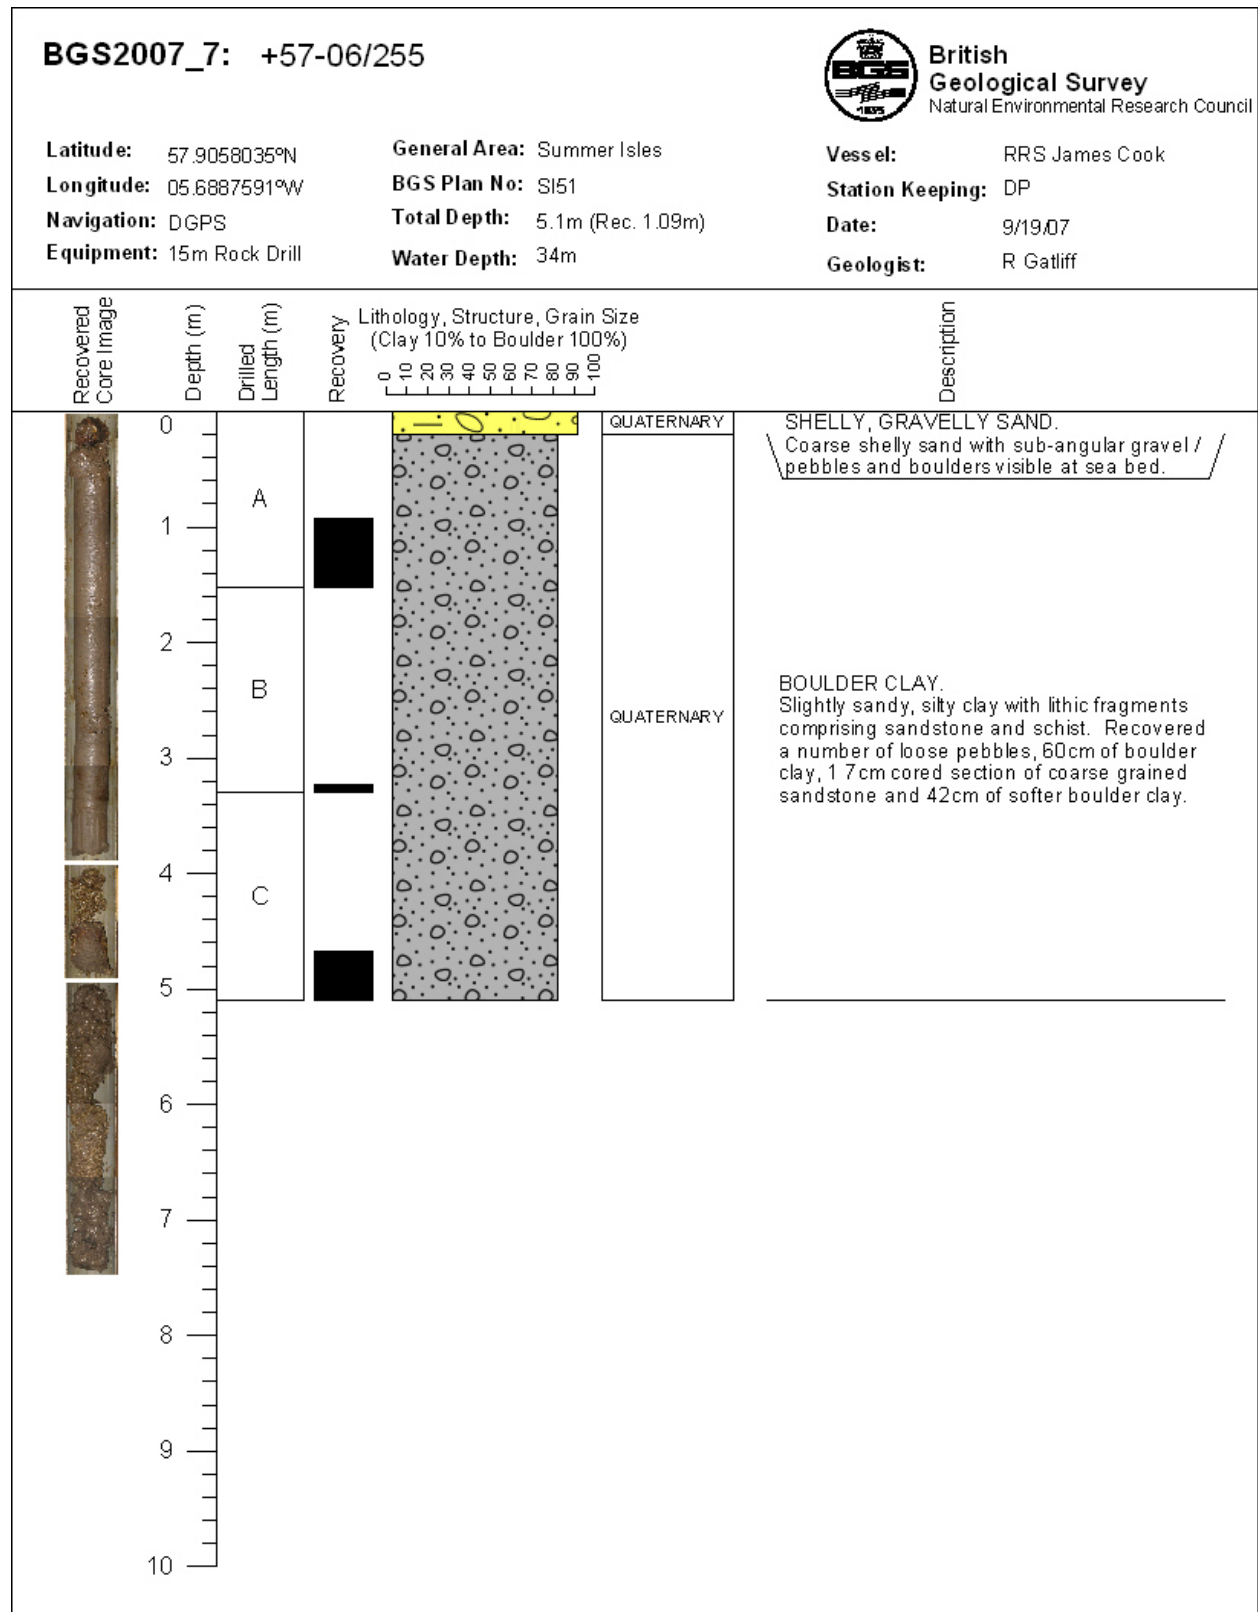 BGS2007_7: +57-06/255
British
Geological Survey
Natural Environmental Research Council
BGS
1835
Latitude: 57.9058035ºN
Longitude: 05.6887591ºW
Navigation: DGPS
Equipment: 15m Rock Drill
General Area: Summer Isles
BGS Plan No: SI51
Total Depth: 5.1m (Rec. 1.09m)
Water Depth: 34m
Vessel: RRS James Cook
Station Keeping: DP
Date: 9/19/07
Geologist: R Gatliff
Recovered
Core Image
Depth (m)
Drilled
Length (m)
Recovery
Lithology, Structure, Grain Size
(Clay 10% to Boulder 100%)
0 10 20 30 40 50 60 70 80 90 100
Description
0
1
2
3
4
5
6
7
8
9
10
A
B
C
QUATERNARY
QUATERNARY
SHELLY, GRAVELLY SAND.
Coarse shelly sand with sub-angular gravel /
pebbles and boulders visible at sea bed.
BOULDER CLAY.
Slightly sandy, silty clay with lithic fragments
comprising sandstone and schist. Recovered
a number of loose pebbles, 60cm of boulder
clay, 1 7cm cored section of coarse grained
sandstone and 42cm of softer boulder clay.